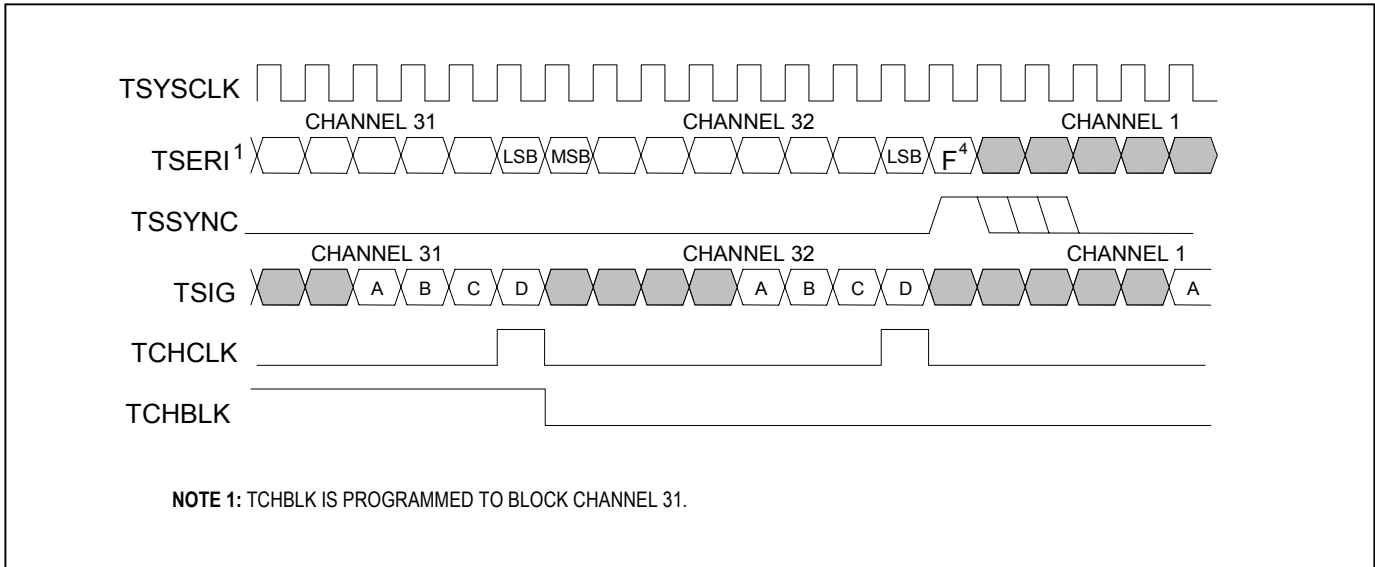 TSYSCLK
CHANNEL 31 CHANNEL 32 CHANNEL 1
TSERI1 LSB MSB LSB F4
TSSYNC
CHANNEL 31 CHANNEL 32 CHANNEL 1
TSIG A B C D A B C D A
TCHCLK
TCHBLK
NOTE 1: TCHBLK IS PROGRAMMED TO BLOCK CHANNEL 31.